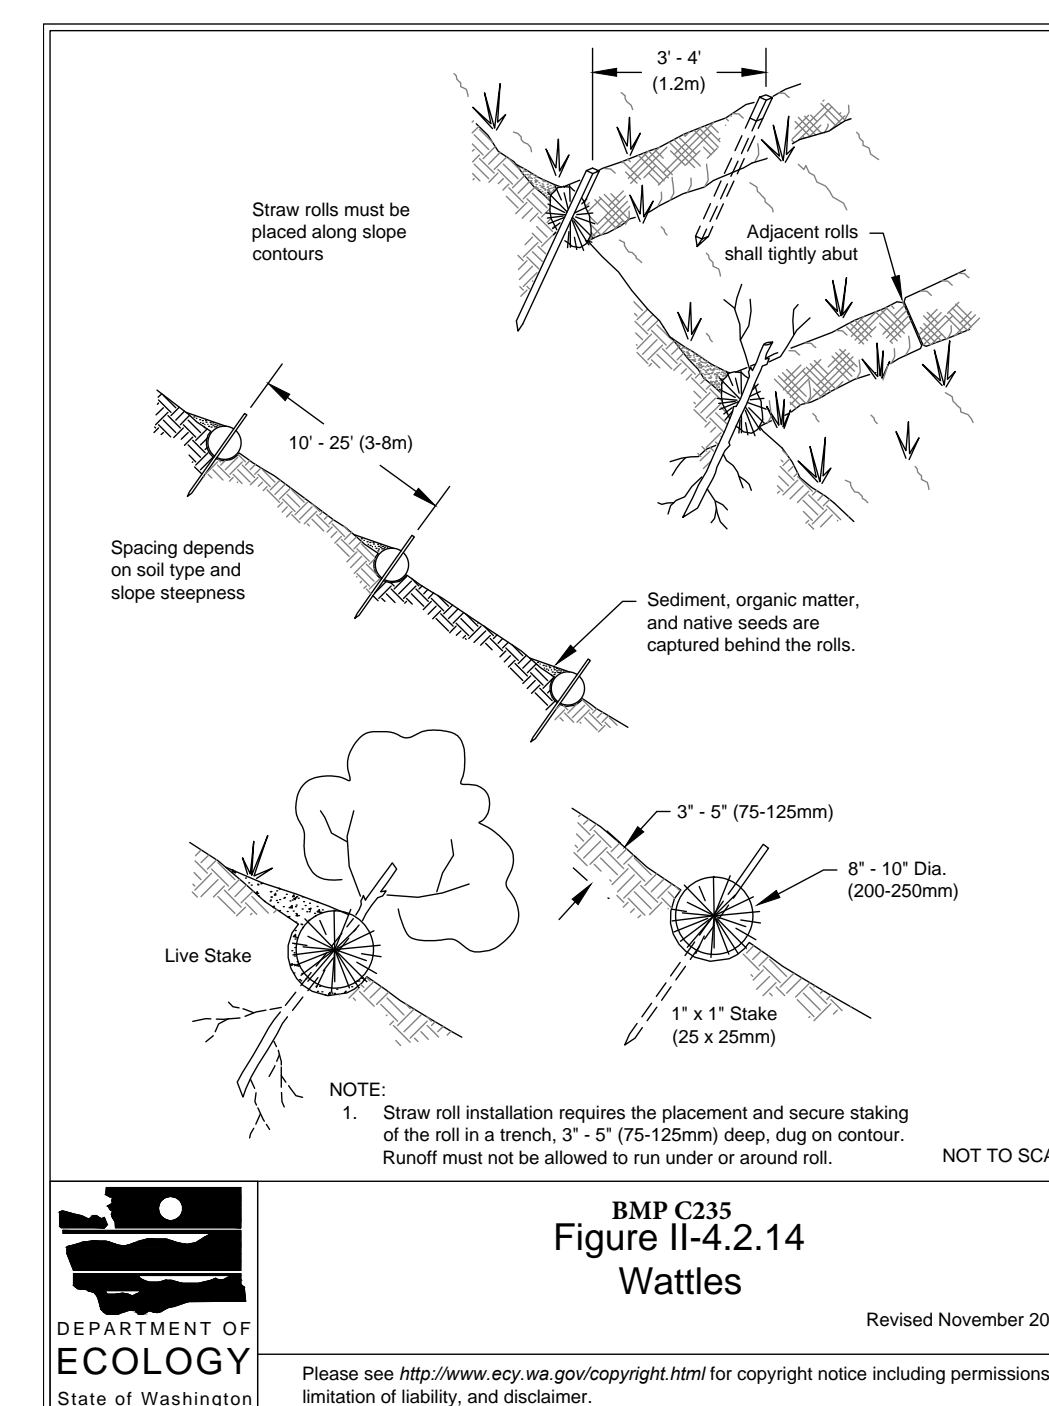 3' - 4'
(1.2m)
Straw rolls must be
placed along slope
contours
Adjacent rolls
shall tightly abut
10' - 25' (3-8m)
Spacing depends
on soil type and
slope steepness
Sediment, organic matter,
and native seeds are
captured behind the rolls.
3" - 5" (75-125mm)
8" - 10" Dia.
(200-250mm)
Live Stake
1" x 1" Stake
(25 x 25mm)
NOTE:
1. Straw roll installation requires the placement and secure staking
of the roll in a trench, 3" - 5" (75-125mm) deep, dug on contour.
Runoff must not be allowed to run under or around roll.
NOT TO SCA
BMP C235
Figure II-4.2.14
Wattles
Revised November 20
DEPARTMENT OF
ECOLOGY
State of Washington
Please see http://www.ecy.wa.gov/copyright.html for copyright notice including permissions
limitation of liability, and disclaimer.